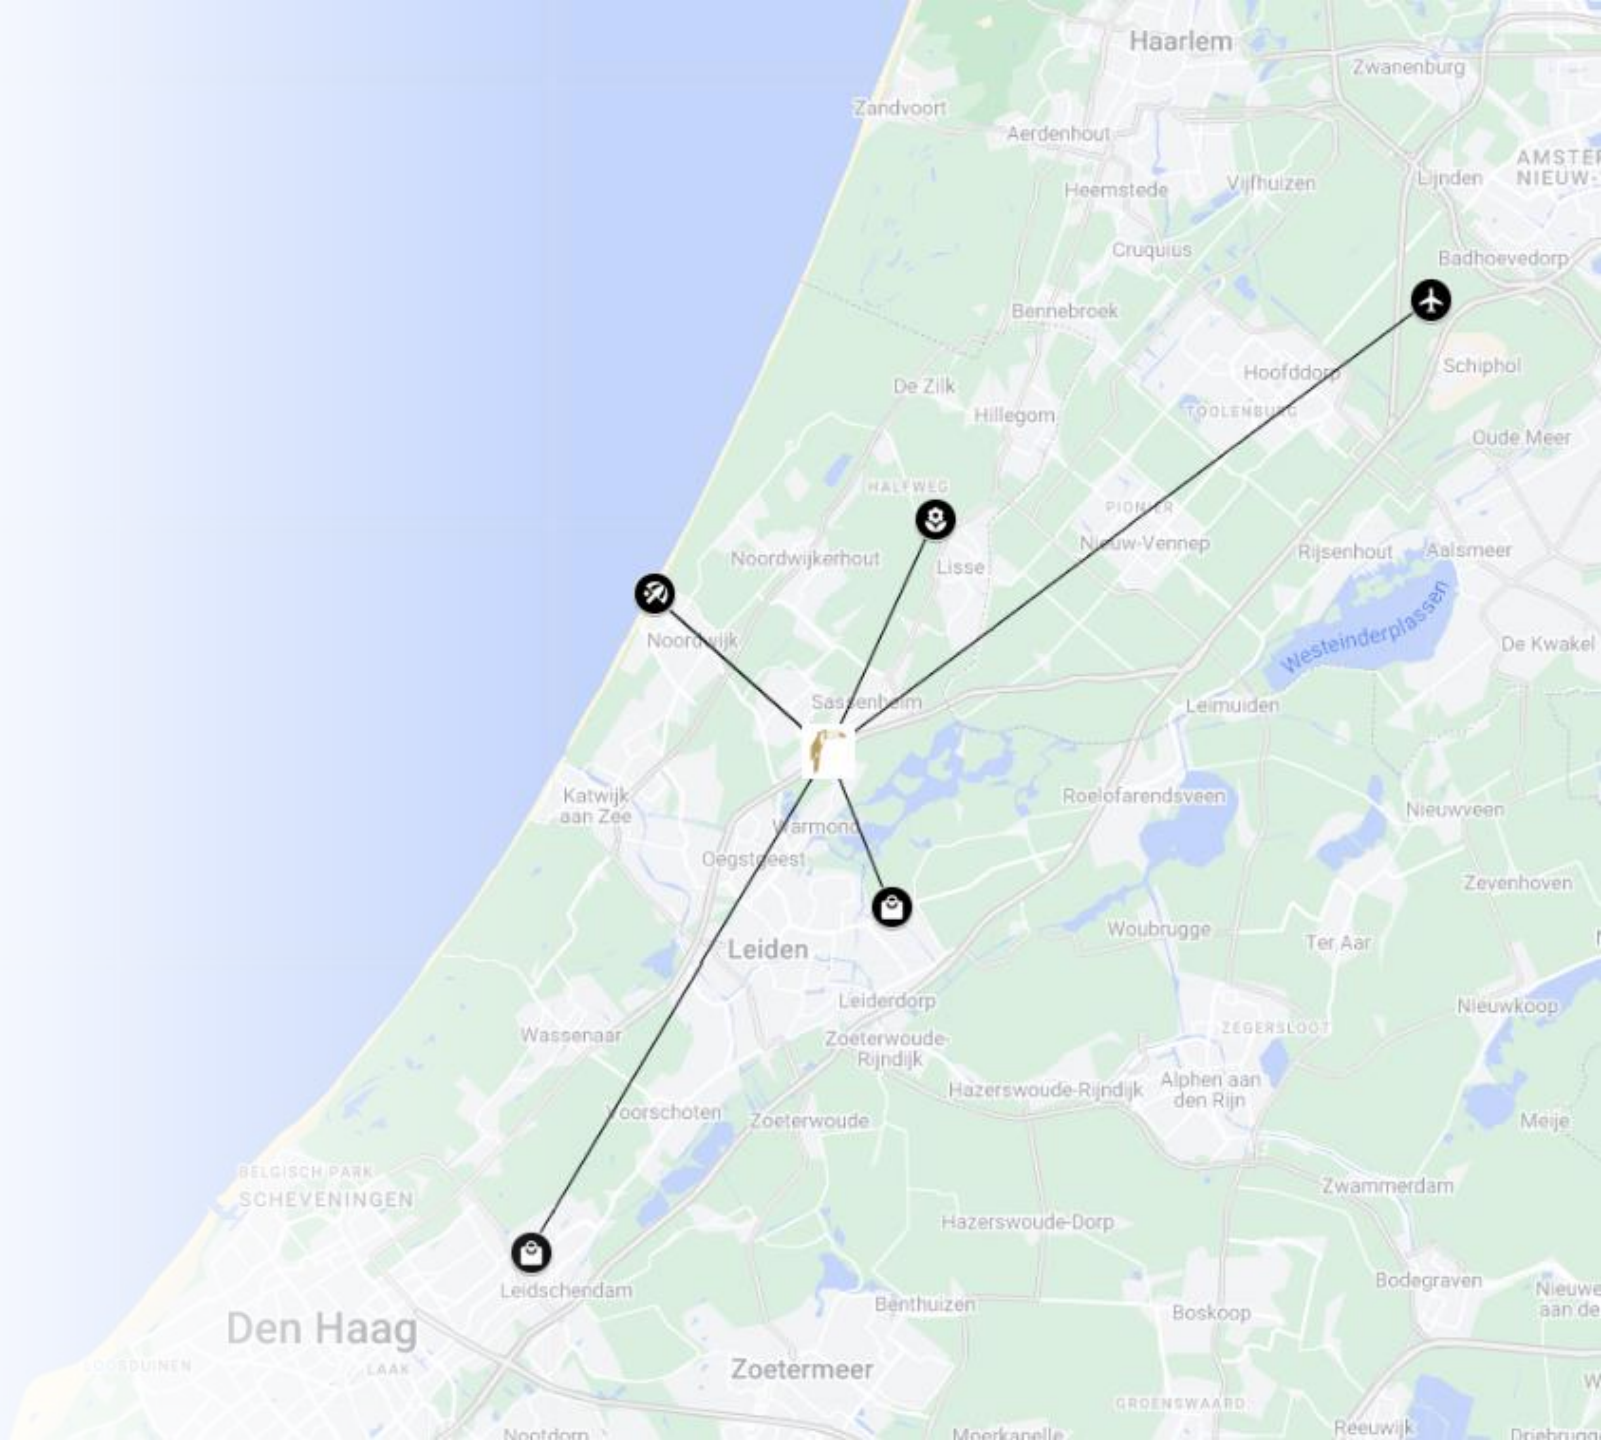 Haarlem
Zwanenburg
Zandvoort
Aerdenhout
Heemstede
Vijfhuizen
Lijnden
Cruquius
Badhoevedorp
Bennebroek
Hoofddorp
Schiphol
De Zilk
TOOLENBURG
Hillegom
Oude Meer
HALFWEG
PIONIER
Noordwijkerhout
Lisse
Nieuw-Vennep
Rijsenhout
Aalsmeer
Westeinderplassen
Noordwijk
De Kwakel
Sassenheim
Leimuiden
Katwijk
aan Zee
Roelofarendsveen
Nieuwveen
Warmond
Oegstgeest
Zevenhoven
Leiden
Woubrugge
Ter Aar
Leiderdorp
Nieuwkoop
Wassenaar
Zoeterwoude-
Rijndijk
ZEGERSLOOT
Hazerswoude-Rijndijk
Alphen aan
den Rijn
Voorschoten
Zoeterwoude
Meije
BELGISCH PARK
SCHEVENINGEN
Zwammerdam
Hazerswoude-Dorp
Leidschendam
Bodegraven
Benthuizen
Boskoop
Den Haag
LAAK
Zoetermeer
GROENSWAARD
Reeuwijk